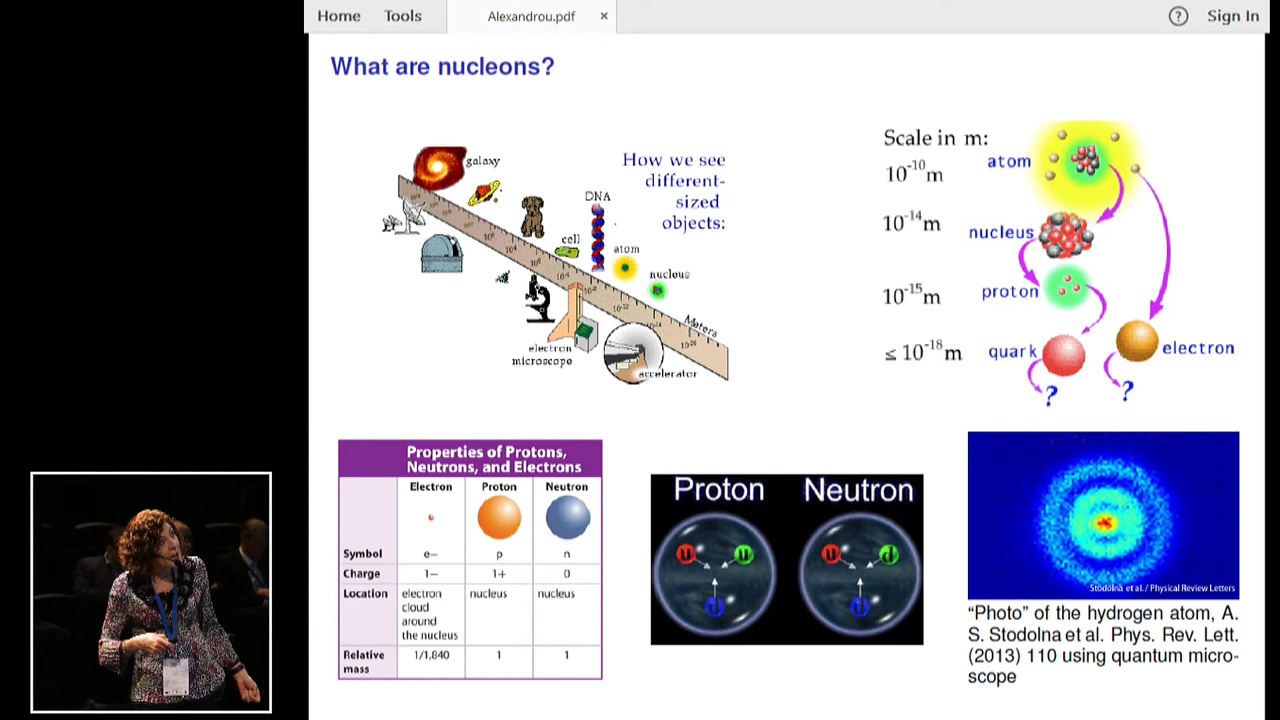 Home Tools Alexandrou.pdf × ? Sign In
What are nucleons?
galaxy
DNA
cell
atom
nucleus
How we see
different-
sized
objects:
Meters
electron
microscope
accelerator
Scale in m:
10⁻¹⁰m atom
10⁻¹⁴m nucleus
10⁻¹⁵m proton
≤ 10⁻¹⁸m quark electron
? ?
Properties of Protons,
Neutrons, and Electrons
Electron Proton Neutron
Symbol e– p n
Charge 1– 1+ 0
Location electron cloud around the nucleus nucleus nucleus
Relative mass 1/1,840 1 1
Proton Neutron
u u u d
d d
Stodolna et al. / Physical Review Letters
“Photo” of the hydrogen atom, A.
S. Stodolna et al. Phys. Rev. Lett.
(2013) 110 using quantum micro-
scope